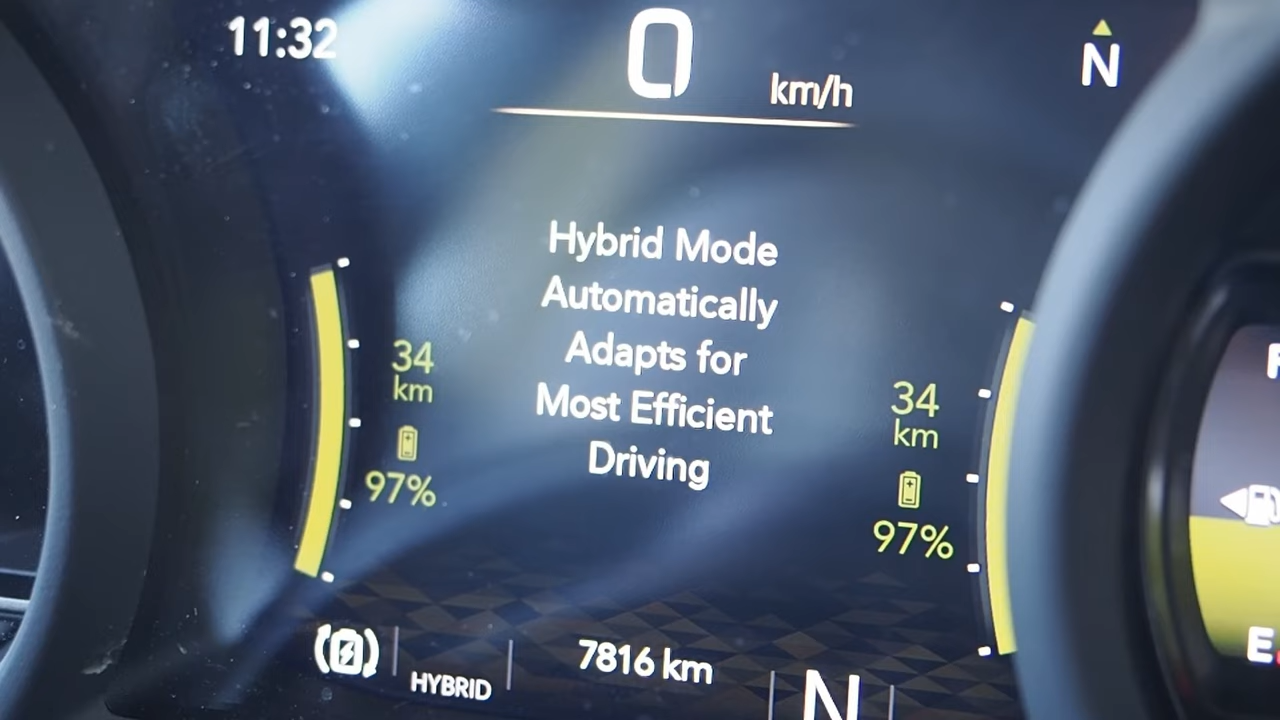 11:32
0
km/h
N
Hybrid Mode
Automatically
Adapts for
Most Efficient
Driving
34
km
97%
34
km
97%
HYBRID
7816 km
N
F
E